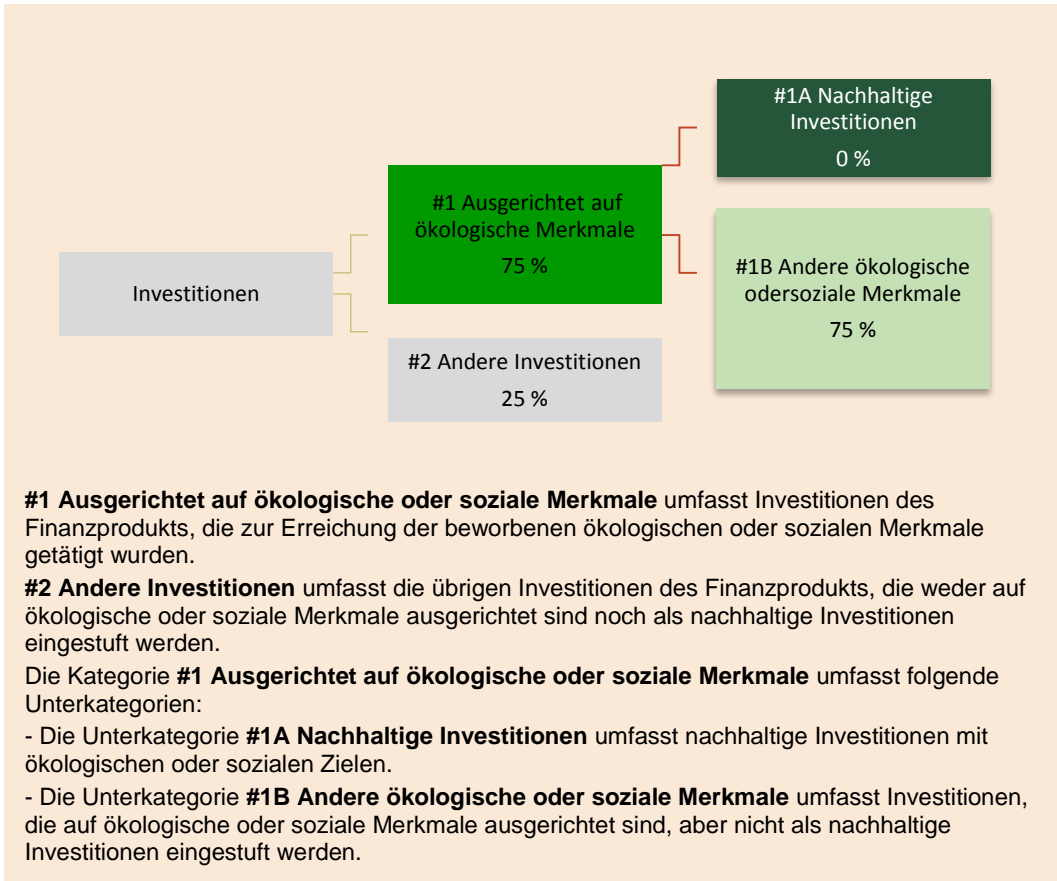 #1A Nachhaltige
Investitionen
0 %
#1 Ausgerichtet auf
ökologische Merkmale
75 %
Investitionen
#1B Andere ökologische
odersoziale Merkmale
75 %
#2 Andere Investitionen
25 %
#1 Ausgerichtet auf ökologische oder soziale Merkmale umfasst Investitionen des
Finanzprodukts, die zur Erreichung der beworbenen ökologischen oder sozialen Merkmale
getätigt wurden.
#2 Andere Investitionen umfasst die übrigen Investitionen des Finanzprodukts, die weder auf
ökologische oder soziale Merkmale ausgerichtet sind noch als nachhaltige Investitionen
eingestuft werden.
Die Kategorie #1 Ausgerichtet auf ökologische oder soziale Merkmale umfasst folgende
Unterkategorien:
- Die Unterkategorie #1A Nachhaltige Investitionen umfasst nachhaltige Investitionen mit
ökologischen oder sozialen Zielen.
- Die Unterkategorie #1B Andere ökologische oder soziale Merkmale umfasst Investitionen,
die auf ökologische oder soziale Merkmale ausgerichtet sind, aber nicht als nachhaltige
Investitionen eingestuft werden.